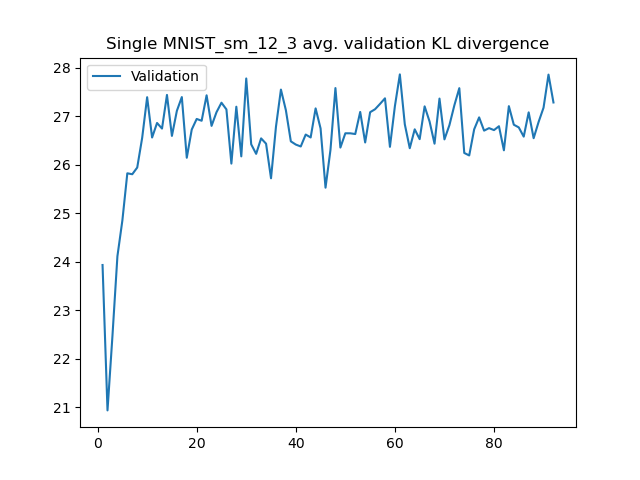 Single MNIST_sm_12_3 avg. validation KL divergence
Validation
28
27
26
25
24
23
22
21
0 20 40 60 80